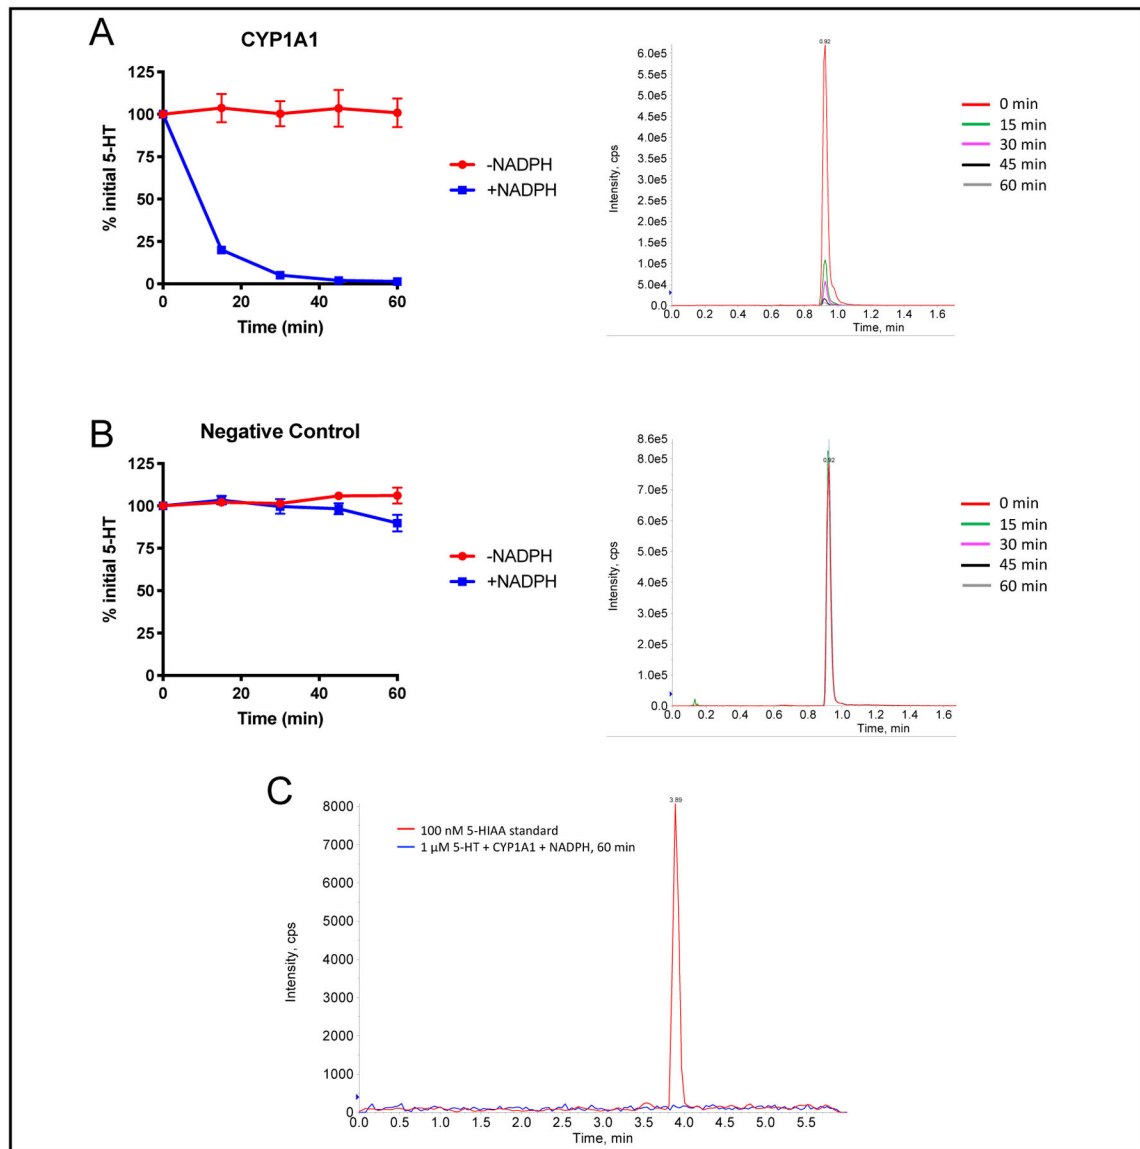 A
CYP1A1
% initial 5-HT
125
100
75
50
25
0
0 20 40 60
Time (min)
-NADPH
+NADPH
0.92
Intensity, cps
6.0e5
5.5e5
5.0e5
4.5e5
4.0e5
3.5e5
3.0e5
2.5e5
2.0e5
1.5e5
1.0e5
5.0e4
0.0
0.0 0.2 0.4 0.6 0.8 1.0 1.2 1.4 1.6
Time, min
0 min
15 min
30 min
45 min
60 min
B
Negative Control
% initial 5-HT
125
100
75
50
25
0
0 20 40 60
Time (min)
-NADPH
+NADPH
0.92
Intensity, cps
8.6e5
8.0e5
7.0e5
6.0e5
5.0e5
4.0e5
3.0e5
2.0e5
1.0e5
0.0
0.0 0.2 0.4 0.6 0.8 1.0 1.2 1.4 1.6
Time, min
0 min
15 min
30 min
45 min
60 min
C
3.89
Intensity, cps
8000
7000
6000
5000
4000
3000
2000
1000
0
0.0 0.5 1.0 1.5 2.0 2.5 3.0 3.5 4.0 4.5 5.0 5.5
Time, min
100 nM 5-HIAA standard
1 µM 5-HT + CYP1A1 + NADPH, 60 min